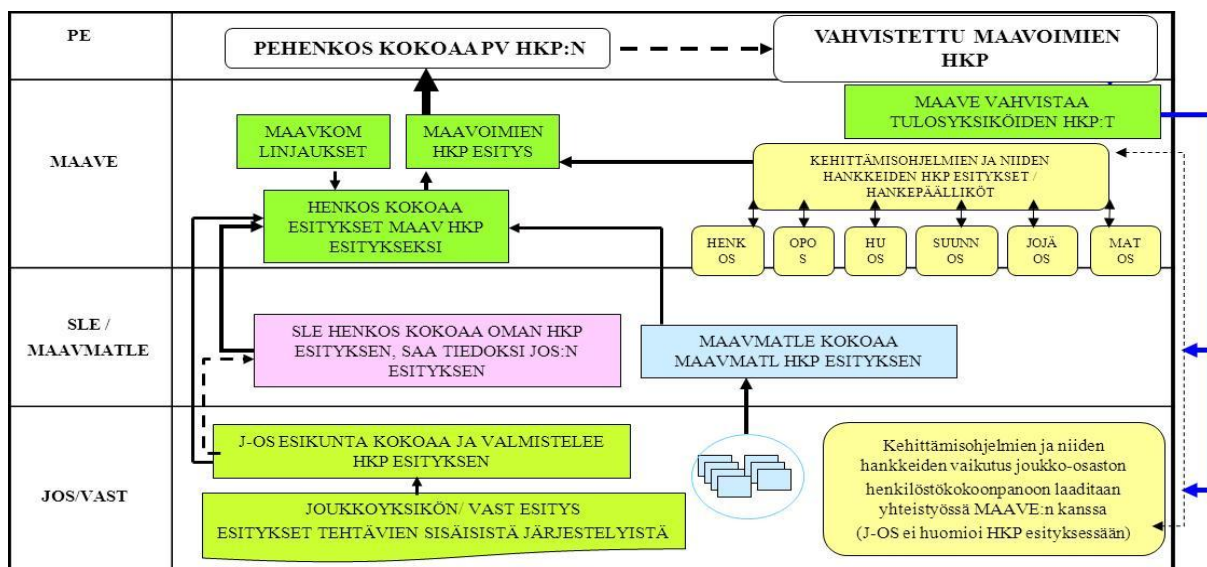 PE
PEHENKOS KOKOAA PV HKP:N
VAHVISTETTU MAAVOIMIEN
HKP
MAAVE
MAAVE VAHVISTAA
TULOSYKSIKÖIDEN HKP:T
MAAVKOM
LINJAUKSET
MAAVOIMIEN
HKP ESITYS
KEHITTÄMISOHJELMIEN JA NIIDEN
HANKKEIDEN HKP ESITYKSET /
HANKEPÄÄLLIKÖT
HENKOS KOKOAA
ESITYKSET MAAV HKP
ESITYKSEKSI
HENK
OS
OPO
S
HU
OS
SUUNN
OS
JOJÄ
OS
MAT
OS
SLE /
MAAVMATLE
SLE HENKOS KOKOAA OMAN HKP
ESITYKSEN, SAA TIEDOKSI JOS:N
ESITYKSEN
MAAVMATLE KOKOAA
MAAVMATL HKP ESITYKSEN
JOS/VAST
J-OS ESIKUNTA KOKOAA JA VALMISTELEE
HKP ESITYKSEN
JOUKKOYKSIKÖN/ VAST ESITYS
ESITYKSET TEHTÄVIEN SISÄISISTÄ JÄRJESTELYISTÄ
Kehittämisohjelmien ja niiden
hankkeiden vaikutus joukko-osaston
henkilöstökokoonpanoon laaditaan
yhteistyössä MAAVE:n kanssa
(J-OS ei huomioi HKP esityksessään)